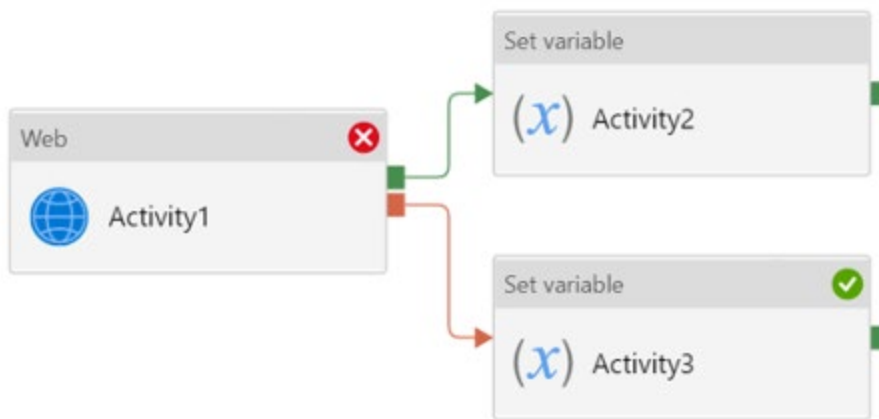 Set variable
(x) Activity2
Web
Activity1
Set variable
(x) Activity3